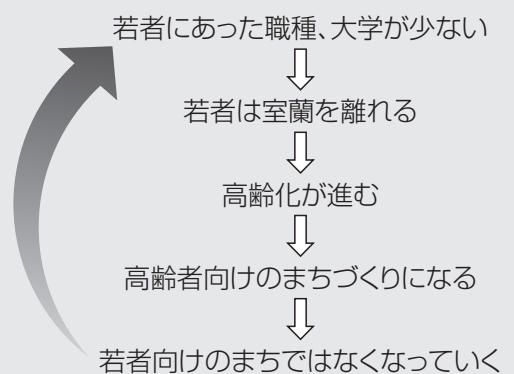 若者にあった職種、大学が少ない
若者は室蘭を離れる
高齢化が進む
高齢者向けのまちづくりになる
若者向けのまちではなくなっていく